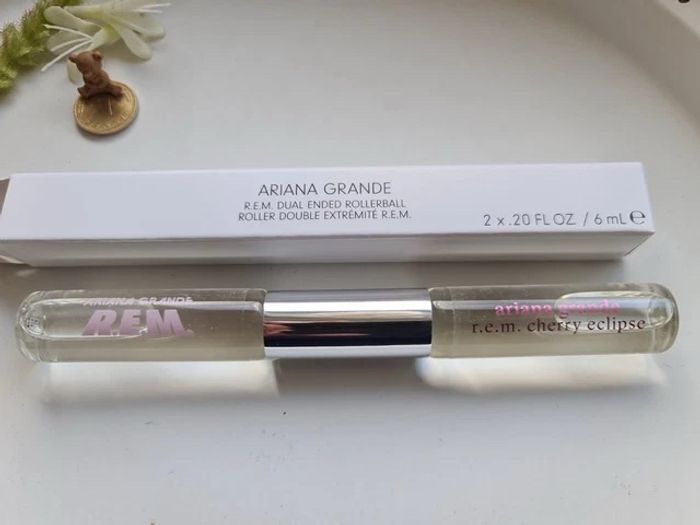 ARIANA GRANDE
R.E.M. DUAL ENDED ROLLERBALL
ROLLER DOUBLE EXTRÉMITÉ R.E.M.
2 x .20 FL OZ / 6 mL ℮
ARIANA GRANDE
R.E.M.
ariana grande
r.e.m. cherry eclipse